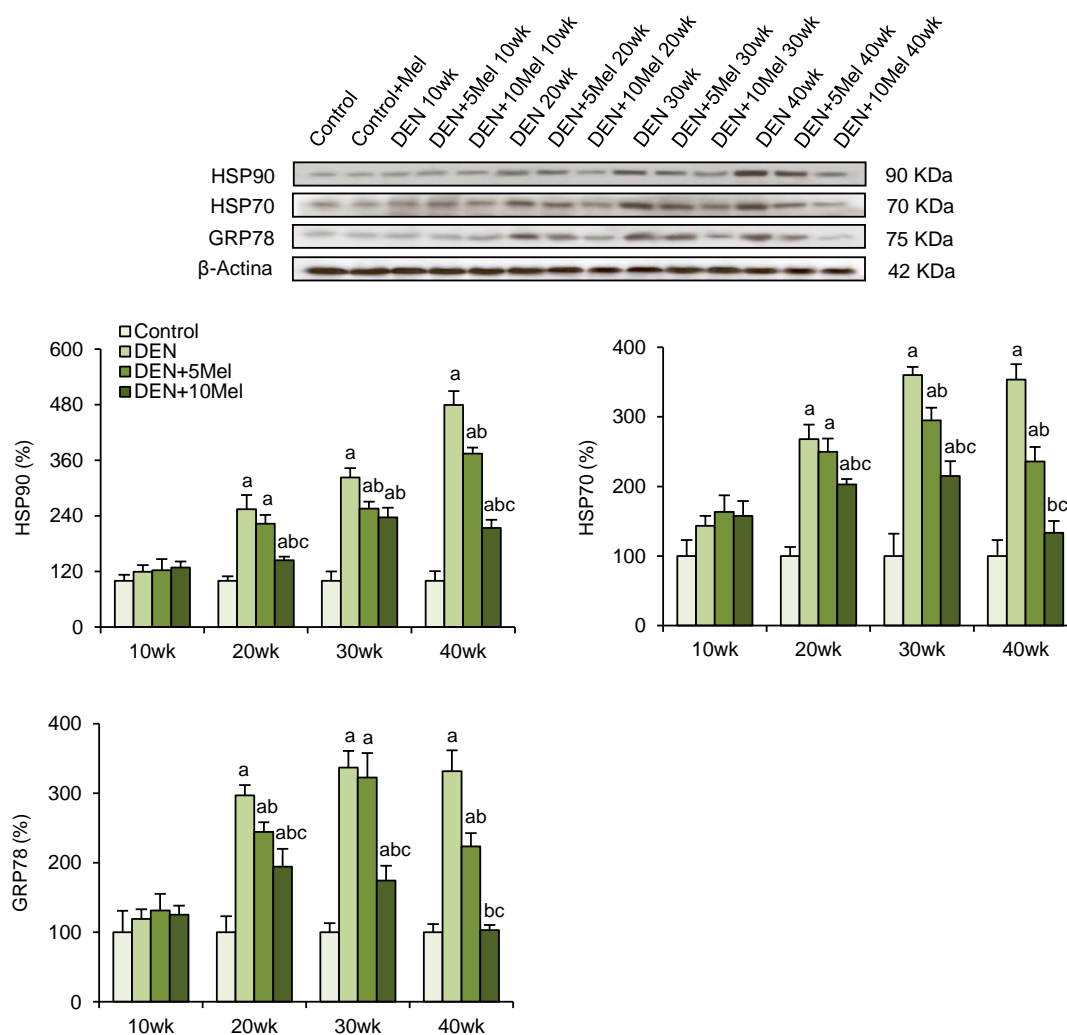 Control
Control+Mel
DEN 10wk
DEN+5Mel 10wk
DEN+10Mel 10wk
DEN 20wk
DEN+5Mel 20wk
DEN+10Mel 20wk
DEN 30wk
DEN+5Mel 30wk
DEN+10Mel 30wk
DEN 40wk
DEN+5Mel 40wk
DEN+10Mel 40wk
HSP90 90 KDa
HSP70 70 KDa
GRP78 75 KDa
β-Actina 42 KDa
Control
DEN
DEN+5Mel
DEN+10Mel
HSP90 (%)
600
480
360
240
120
0
a a abc
a ab ab
a ab abc
10wk 20wk 30wk 40wk
HSP70 (%)
400
300
200
100
0
a a abc
a ab abc
a ab bc
10wk 20wk 30wk 40wk
GRP78 (%)
400
300
200
100
0
a ab abc
a a abc
a ab bc
10wk 20wk 30wk 40wk